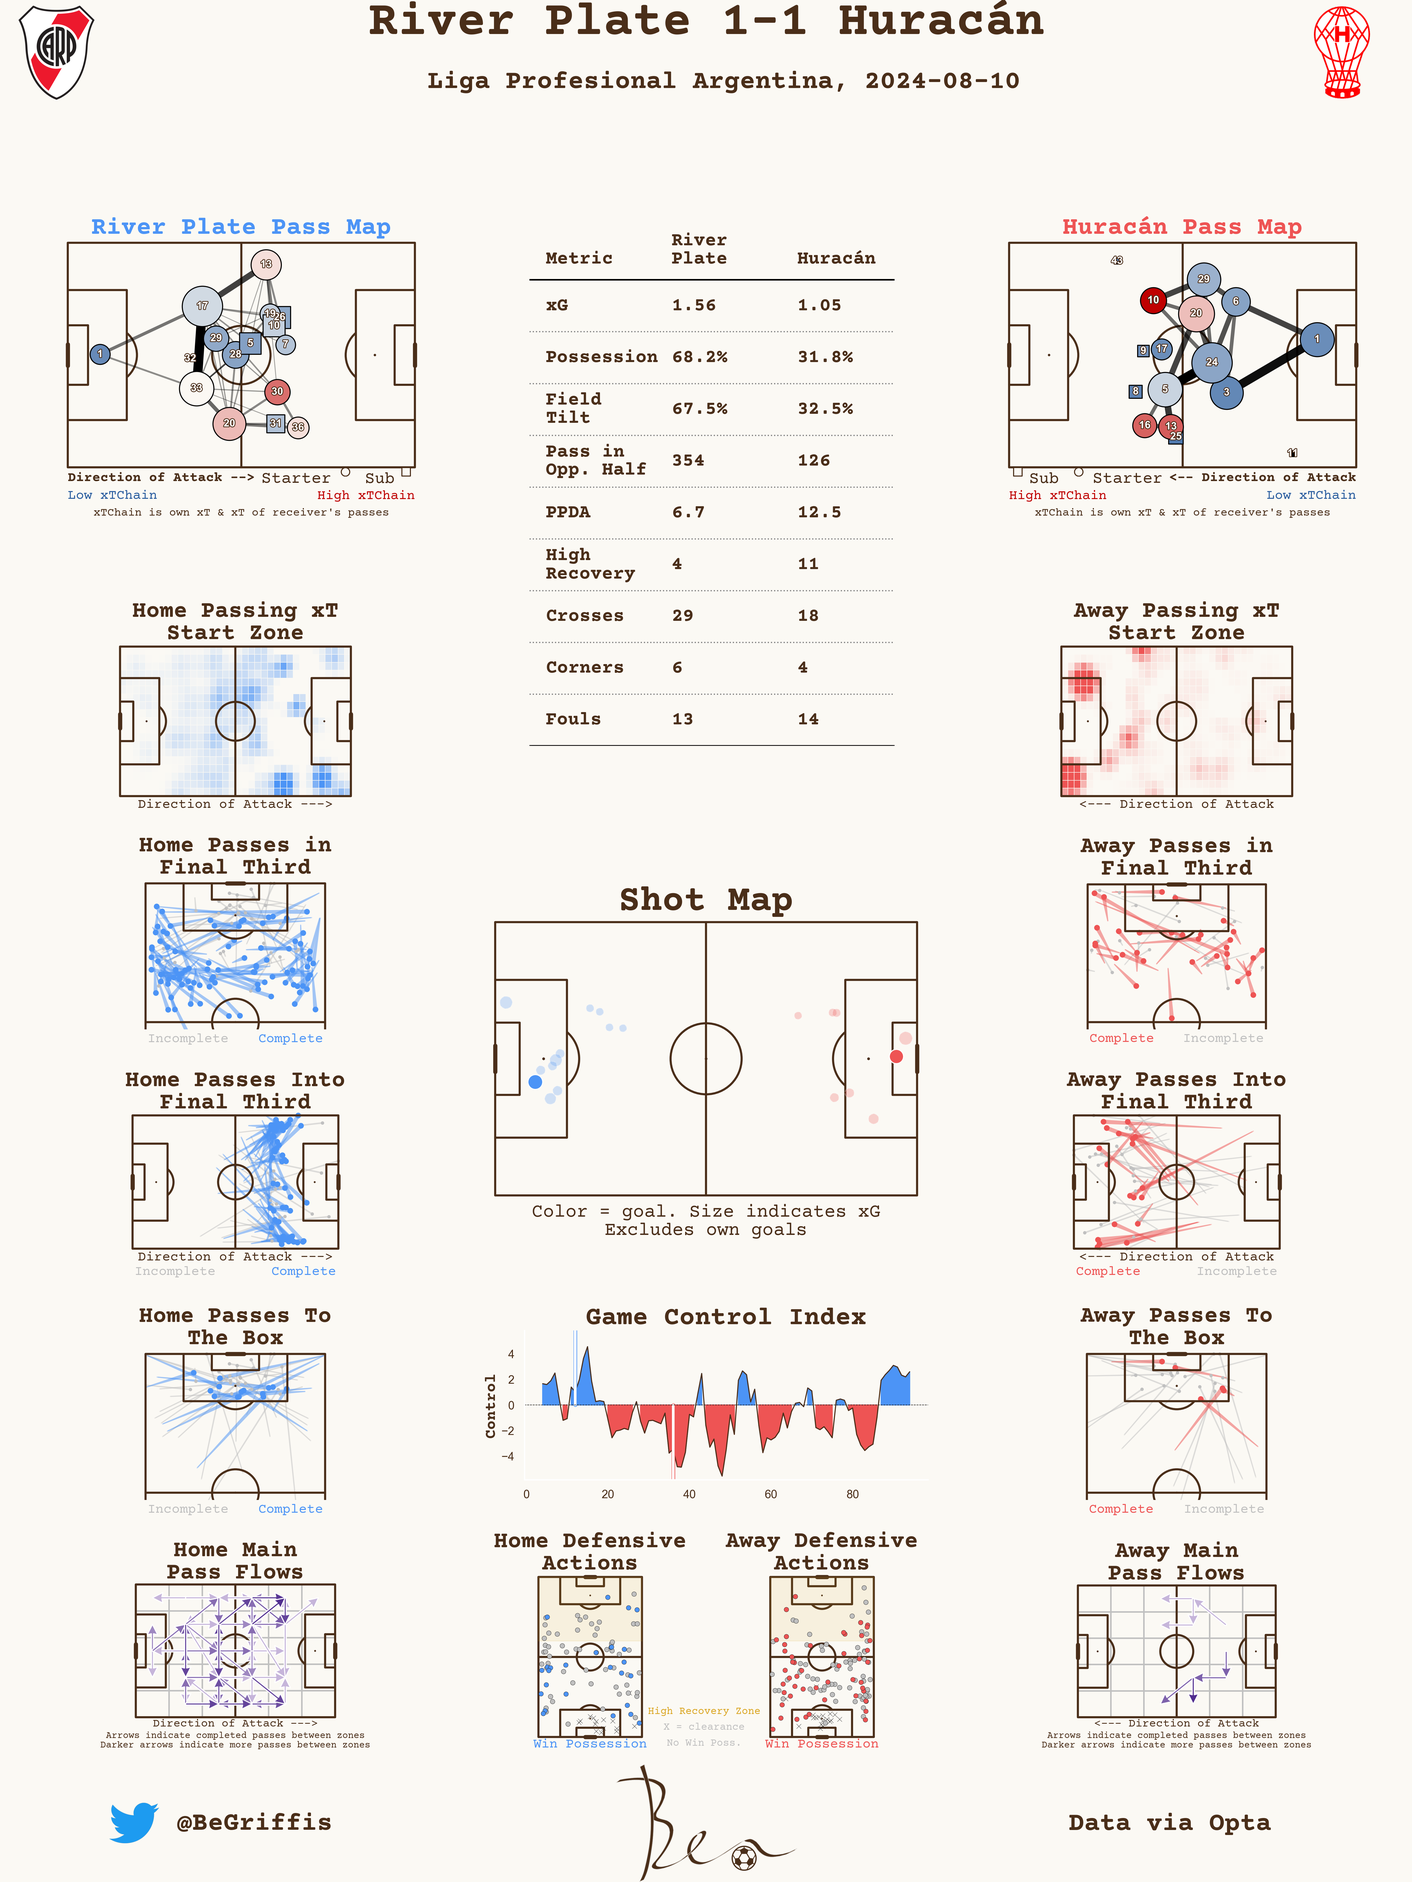 River Plate 1-1 Huracán
Liga Profesional Argentina, 2024-08-10
CARP
H
River Plate Pass Map
13
17
19
26
10
29
5
7
28
1
32
33
30
20
31
36
Direction of Attack --> Starter Sub
Low xTChain High xTChain
xTChain is own xT & xT of receiver's passes
Metric River Plate Huracán
xG 1.56 1.05
Possession 68.2% 31.8%
Field Tilt 67.5% 32.5%
Pass in Opp. Half 354 126
PPDA 6.7 12.5
High Recovery 4 11
Crosses 29 18
Corners 6 4
Fouls 13 14
Huracán Pass Map
43
29
10
6
20
1
9
17
24
8
5
3
16
13
25
11
Sub Starter <-- Direction of Attack
High xTChain Low xTChain
xTChain is own xT & xT of receiver's passes
Home Passing xT
Start Zone
Direction of Attack --->
Away Passing xT
Start Zone
<--- Direction of Attack
Home Passes in
Final Third
Incomplete Complete
Away Passes in
Final Third
Complete Incomplete
Shot Map
Color = goal. Size indicates xG
Excludes own goals
Home Passes Into
Final Third
Direction of Attack --->
Incomplete Complete
Away Passes Into
Final Third
<--- Direction of Attack
Complete Incomplete
Home Passes To
The Box
Incomplete Complete
Game Control Index
Control
4
2
0
−2
−4
0 20 40 60 80
Away Passes To
The Box
Complete Incomplete
Home Main
Pass Flows
Direction of Attack --->
Arrows indicate completed passes between zones
Darker arrows indicate more passes between zones
Home Defensive
Actions
Win Possession
Away Defensive
Actions
Win Possession
High Recovery Zone
X = clearance
No Win Poss.
Away Main
Pass Flows
<--- Direction of Attack
Arrows indicate completed passes between zones
Darker arrows indicate more passes between zones
@BeGriffis
Ben
Data via Opta